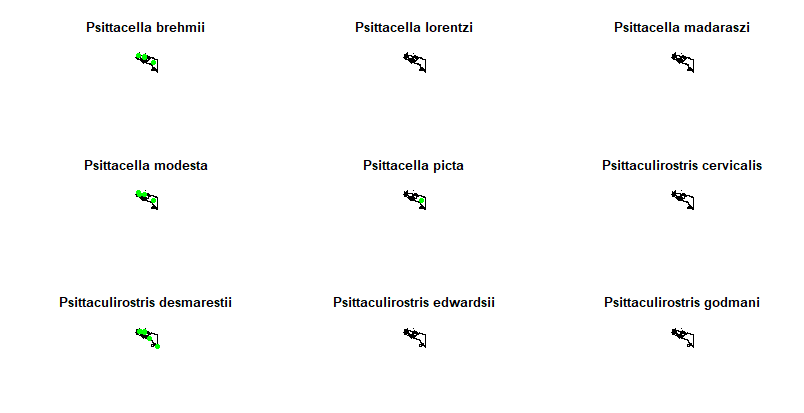 Psittacella brehmii
Psittacella lorentzi
Psittacella madaraszi
Psittacella modesta
Psittacella picta
Psittaculirostris cervicalis
Psittaculirostris desmarestii
Psittaculirostris edwardsii
Psittaculirostris godmani